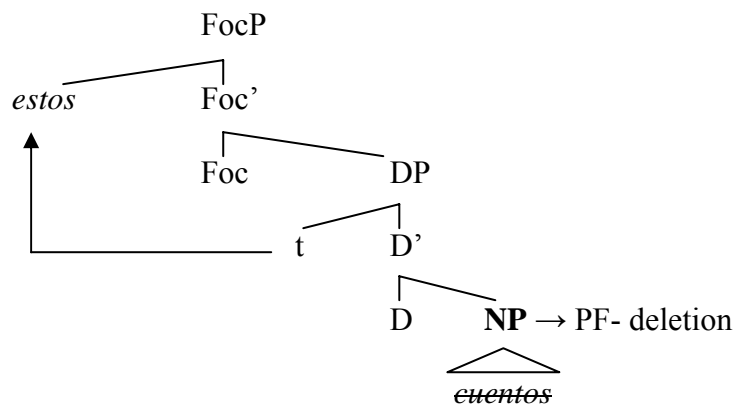 FocP
estos Foc’
Foc DP
t D’
D NP → PF- deletion
cuentos